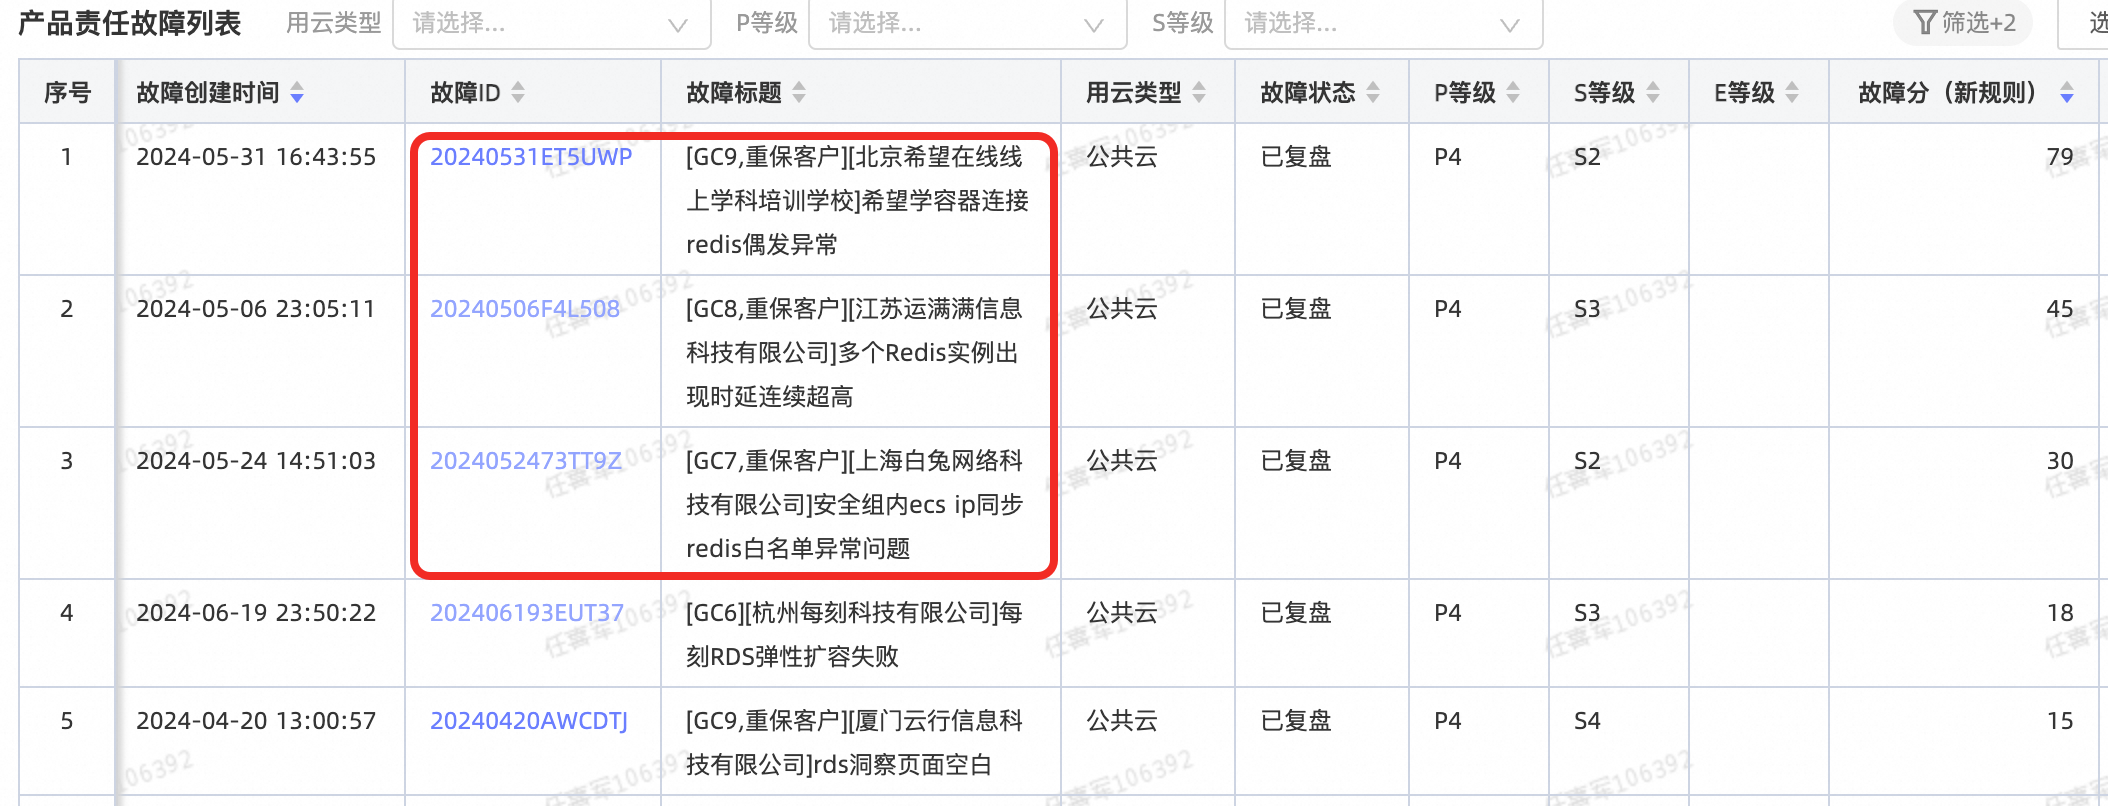 产品责任故障列表 用云类型 请选择... P等级 请选择... S等级 请选择... 筛选+2 选
序号 故障创建时间 故障ID 故障标题 用云类型 故障状态 P等级 S等级 E等级 故障分（新规则）
1 2024-05-31 16:43:55 20240531ET5UWP [GC9,重保客户][北京希望在线线 公共云 已复盘 P4 S2 79
上学科培训学校]希望学容器连接
redis偶发异常
2 2024-05-06 23:05:11 20240506F4L508 [GC8,重保客户][江苏运满满信息 公共云 已复盘 P4 S3 45
科技有限公司]多个Redis实例出
现时延连续超高
3 2024-05-24 14:51:03 2024052473TT9Z [GC7,重保客户][上海白兔网络科 公共云 已复盘 P4 S2 30
技有限公司]安全组内ecs ip同步
redis白名单异常问题
4 2024-06-19 23:50:22 202406193EUT37 [GC6][杭州每刻科技有限公司]每 公共云 已复盘 P4 S3 18
刻RDS弹性扩容失败
5 2024-04-20 13:00:57 20240420AWCDTJ [GC9,重保客户][厦门云行信息科 公共云 已复盘 P4 S4 15
技有限公司]rds洞察页面空白
任喜军106392